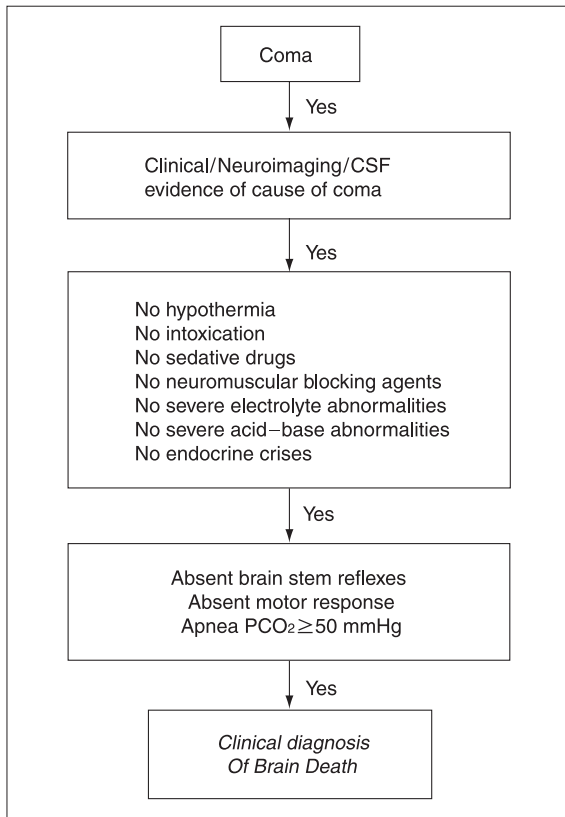 Coma
Yes
Clinical/Neuroimaging/CSF
evidence of cause of coma
Yes
No hypothermia
No intoxication
No sedative drugs
No neuromuscular blocking agents
No severe electrolyte abnormalities
No severe acid–base abnormalities
No endocrine crises
Yes
Absent brain stem reflexes
Absent motor response
Apnea PCO₂≥50 mmHg
Yes
Clinical diagnosis
Of Brain Death